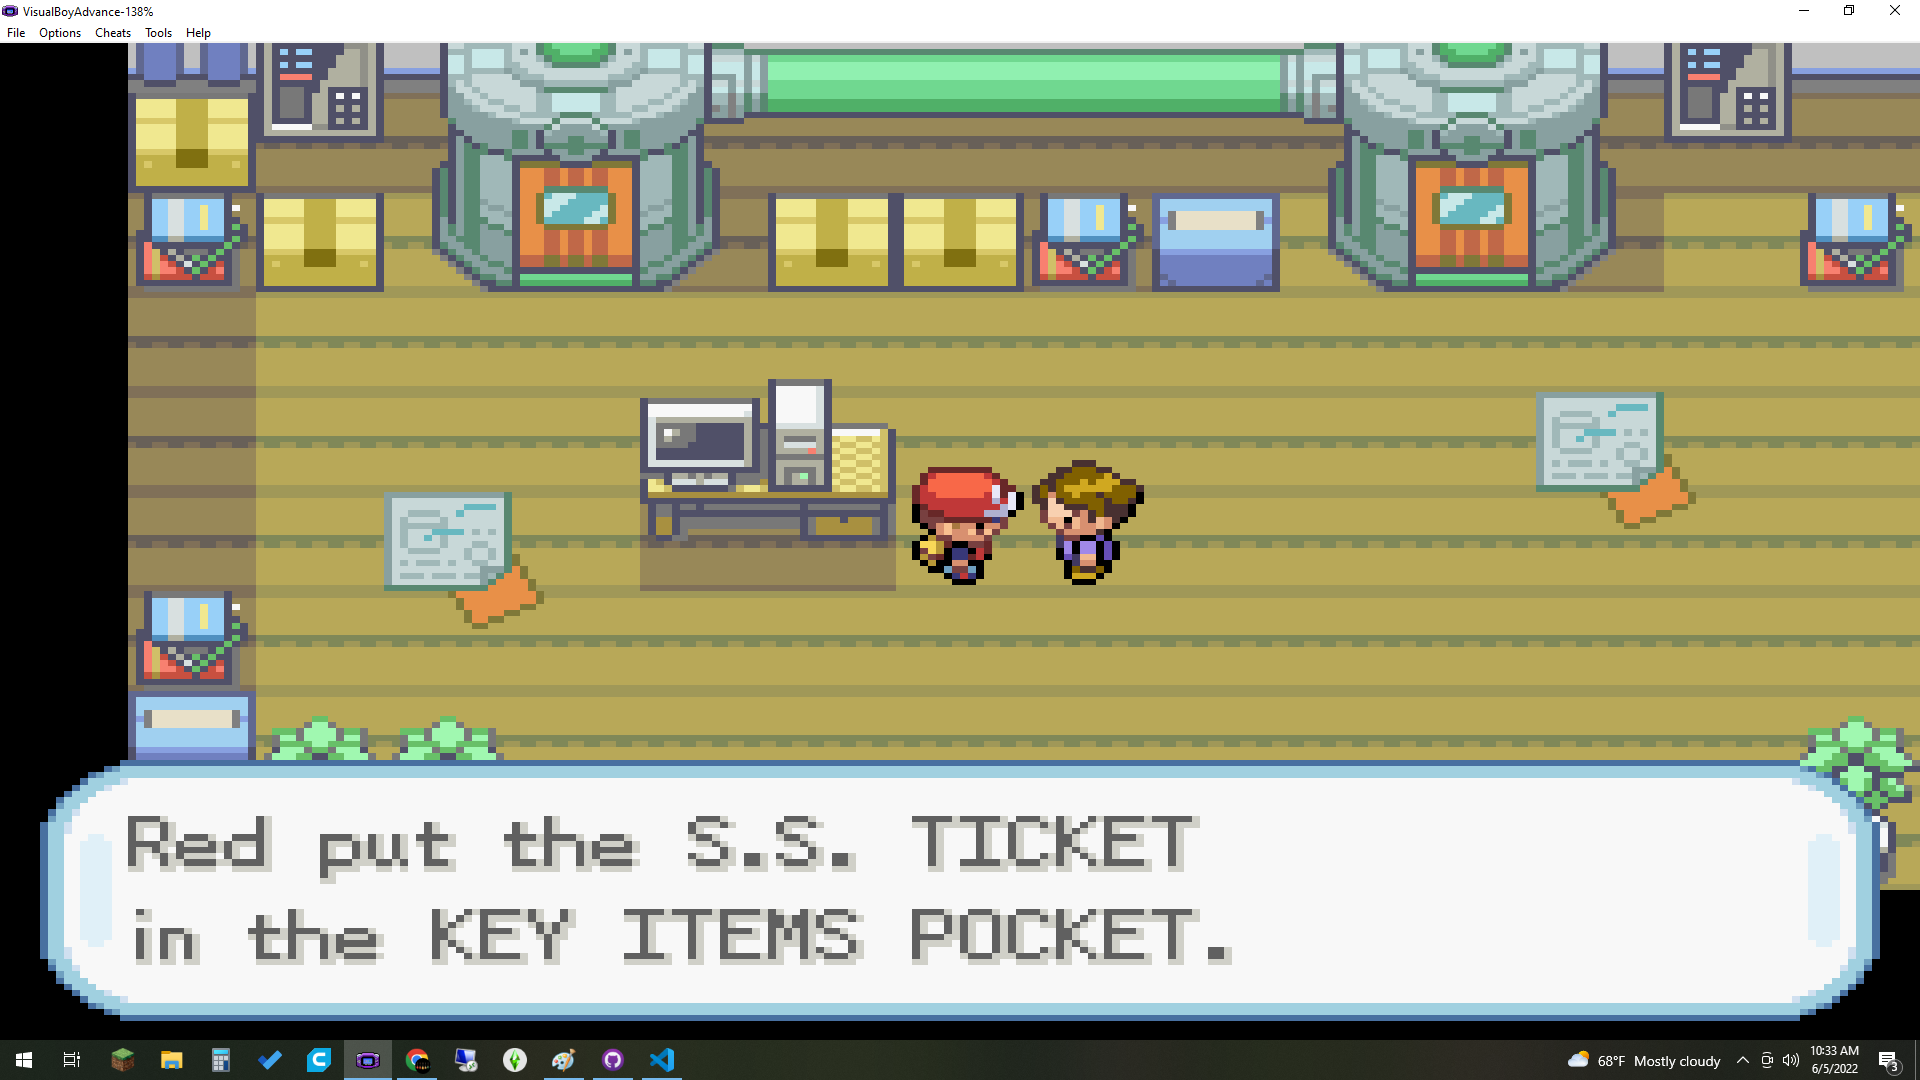 VisualBoyAdvance-138%
File Options Cheats Tools Help
Red put the S.S. TICKET
in the KEY ITEMS POCKET.
68°F Mostly cloudy
10:33 AM
6/5/2022
3